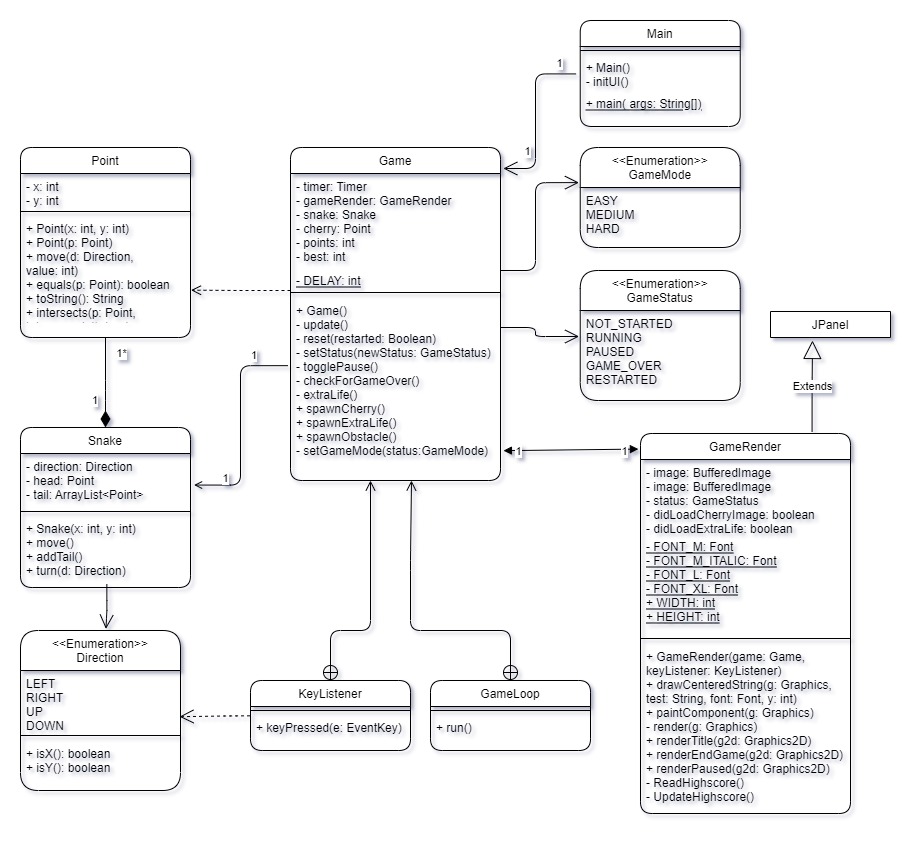 Main
+ Main()
- initUI()
+ main( args: String[])
1
1
Point
- x: int
- y: int
+ Point(x: int, y: int)
+ Point(p: Point)
+ move(d: Direction,
value: int)
+ equals(p: Point): boolean
+ toString(): String
+ intersects(p: Point,
Game
- timer: Timer
- gameRender: GameRender
- snake: Snake
- cherry: Point
- points: int
- best: int
- DELAY: int
+ Game()
- update()
- reset(restarted: Boolean)
- setStatus(newStatus: GameStatus)
- togglePause()
- checkForGameOver()
- extraLife()
+ spawnCherry()
+ spawnExtraLife()
+ spawnObstacle()
- setGameMode(status:GameMode)
<<Enumeration>>
GameMode
EASY
MEDIUM
HARD
<<Enumeration>>
GameStatus
NOT_STARTED
RUNNING
PAUSED
GAME_OVER
RESTARTED
JPanel
Extends
1*
1
1
1
1
1
Snake
- direction: Direction
- head: Point
- tail: ArrayList<Point>
+ Snake(x: int, y: int)
+ move()
+ addTail()
+ turn(d: Direction)
GameRender
- image: BufferedImage
- image: BufferedImage
- status: GameStatus
- didLoadCherryImage: boolean
- didLoadExtraLife: boolean
- FONT_M: Font
- FONT_M_ITALIC: Font
- FONT_L: Font
- FONT_XL: Font
+ WIDTH: int
+ HEIGHT: int
+ GameRender(game: Game,
keyListener: KeyListener)
+ drawCenteredString(g: Graphics,
test: String, font: Font, y: int)
+ paintComponent(g: Graphics)
- render(g: Graphics)
+ renderTitle(g2d: Graphics2D)
+ renderEndGame(g2d: Graphics2D)
+ renderPaused(g2d: Graphics2D)
- ReadHighscore()
- UpdateHighscore()
<<Enumeration>>
Direction
LEFT
RIGHT
UP
DOWN
+ isX(): boolean
+ isY(): boolean
KeyListener
+ keyPressed(e: EventKey)
GameLoop
+ run()